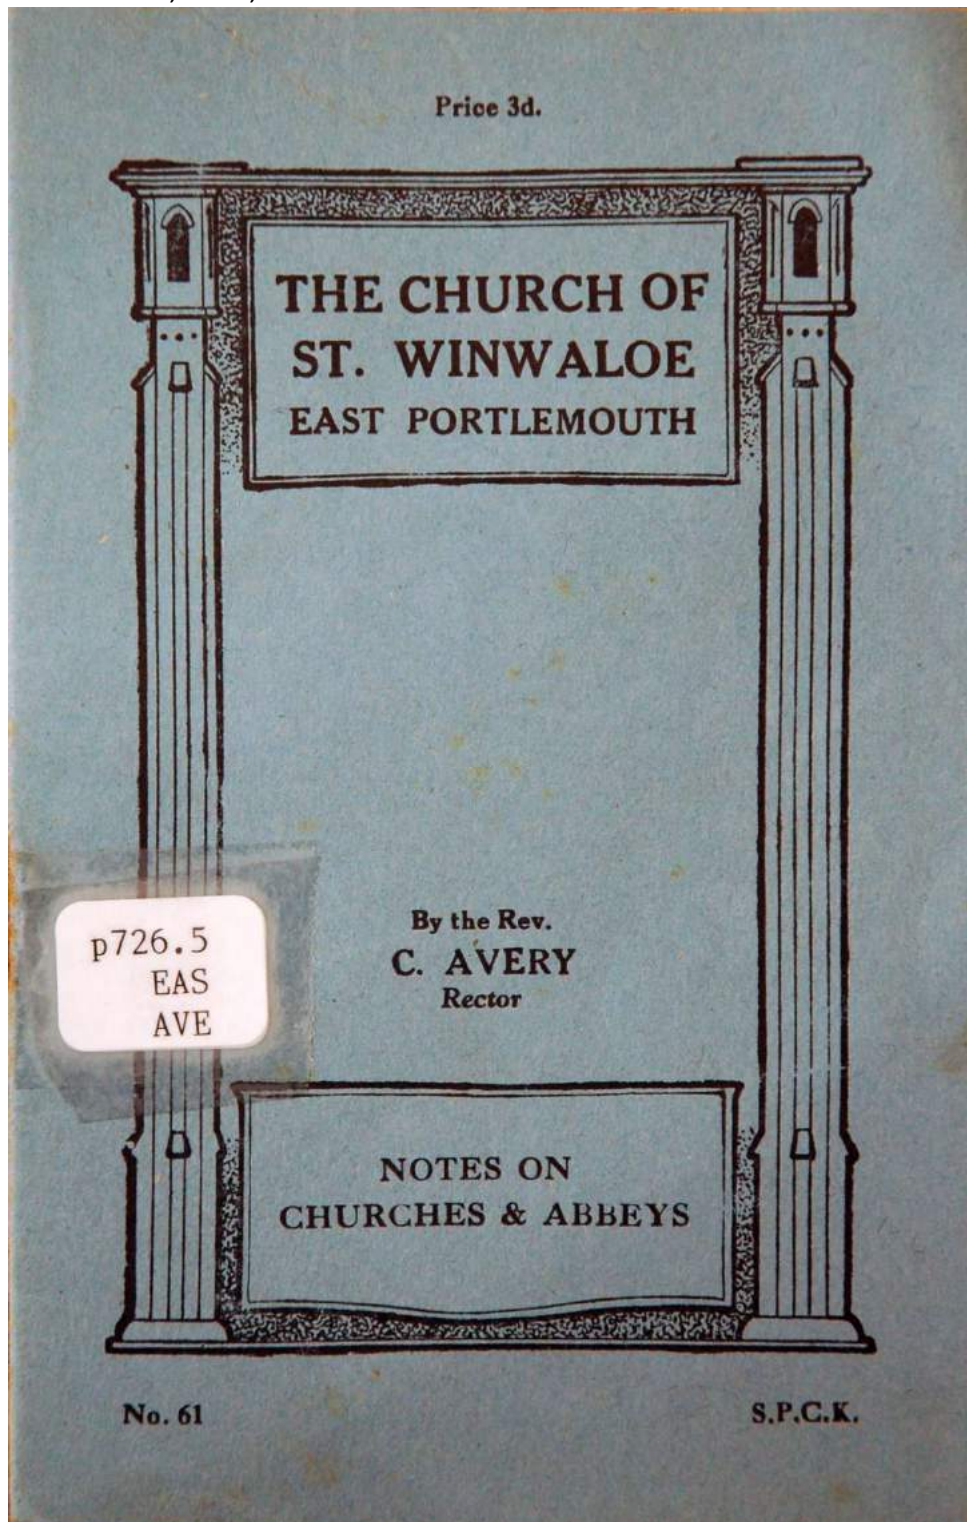 Price 3d.
THE CHURCH OF
ST. WINWALOE
EAST PORTLEMOUTH
By the Rev.
C. AVERY
Rector
p726.5
EAS
AVE
NOTES ON
CHURCHES & ABBEYS
No. 61
S.P.C.K.